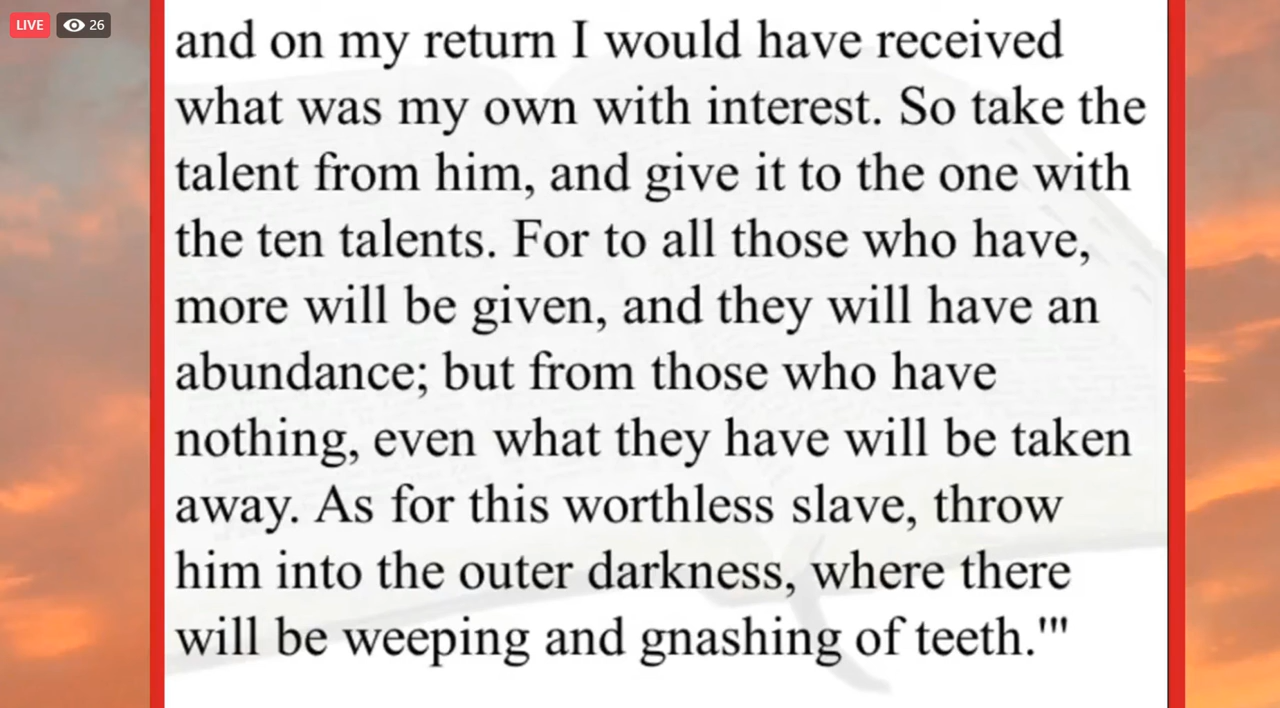 LIVE 26
and on my return I would have received
what was my own with interest. So take the
talent from him, and give it to the one with
the ten talents. For to all those who have,
more will be given, and they will have an
abundance; but from those who have
nothing, even what they have will be taken
away. As for this worthless slave, throw
him into the outer darkness, where there
will be weeping and gnashing of teeth.'"